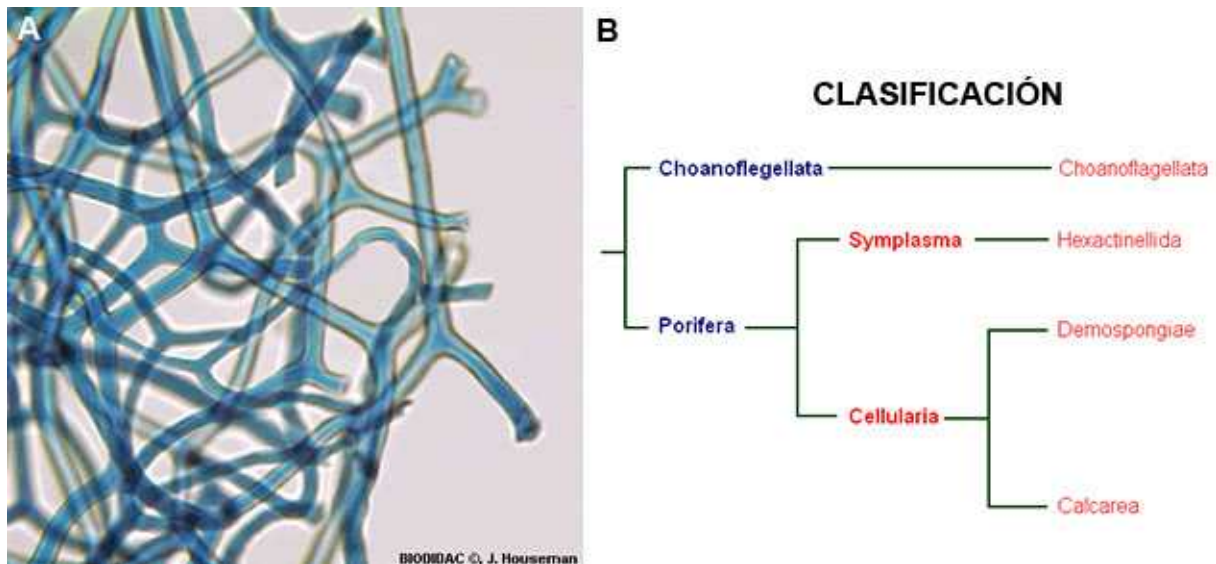 A
B
CLASIFICACIÓN
Choanoflegellata
Choanoflagellata
Symplasma
Hexactinellida
Porifera
Demospongiae
Cellularia
Calcarea
BIODIDAC ©, J. Houseman